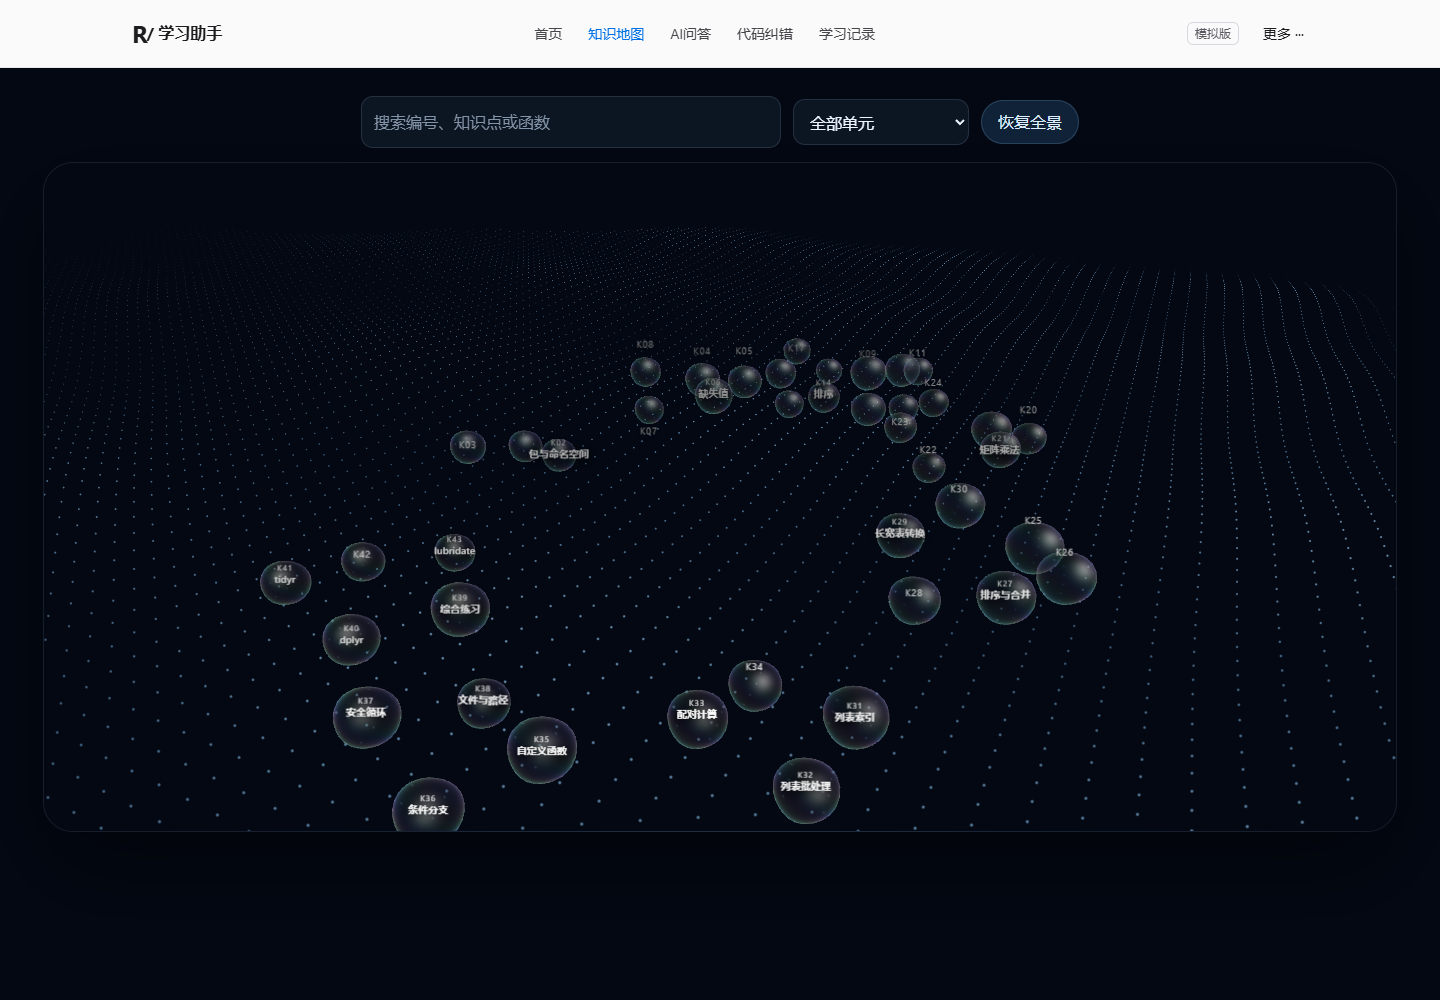 R/ 学习助手
首页
知识地图
AI问答
代码纠错
学习记录
模拟版
更多 ···
搜索编号、知识点或函数
全部单元
恢复全景
K08
K04
K05
K09
K11
K06
缺失值
K14
排序
K24
K07
K23
K20
K03
K02
包与命名空间
K21
矩阵乘法
K22
K30
K29
长宽表转换
K25
K26
K43
lubridate
K42
K41
tidyr
K39
综合练习
K28
K27
排序与合并
K40
dplyr
K34
K38
文件与路径
K37
安全循环
K33
配对计算
K31
列表索引
K35
自定义函数
K32
列表批处理
K36
条件分支